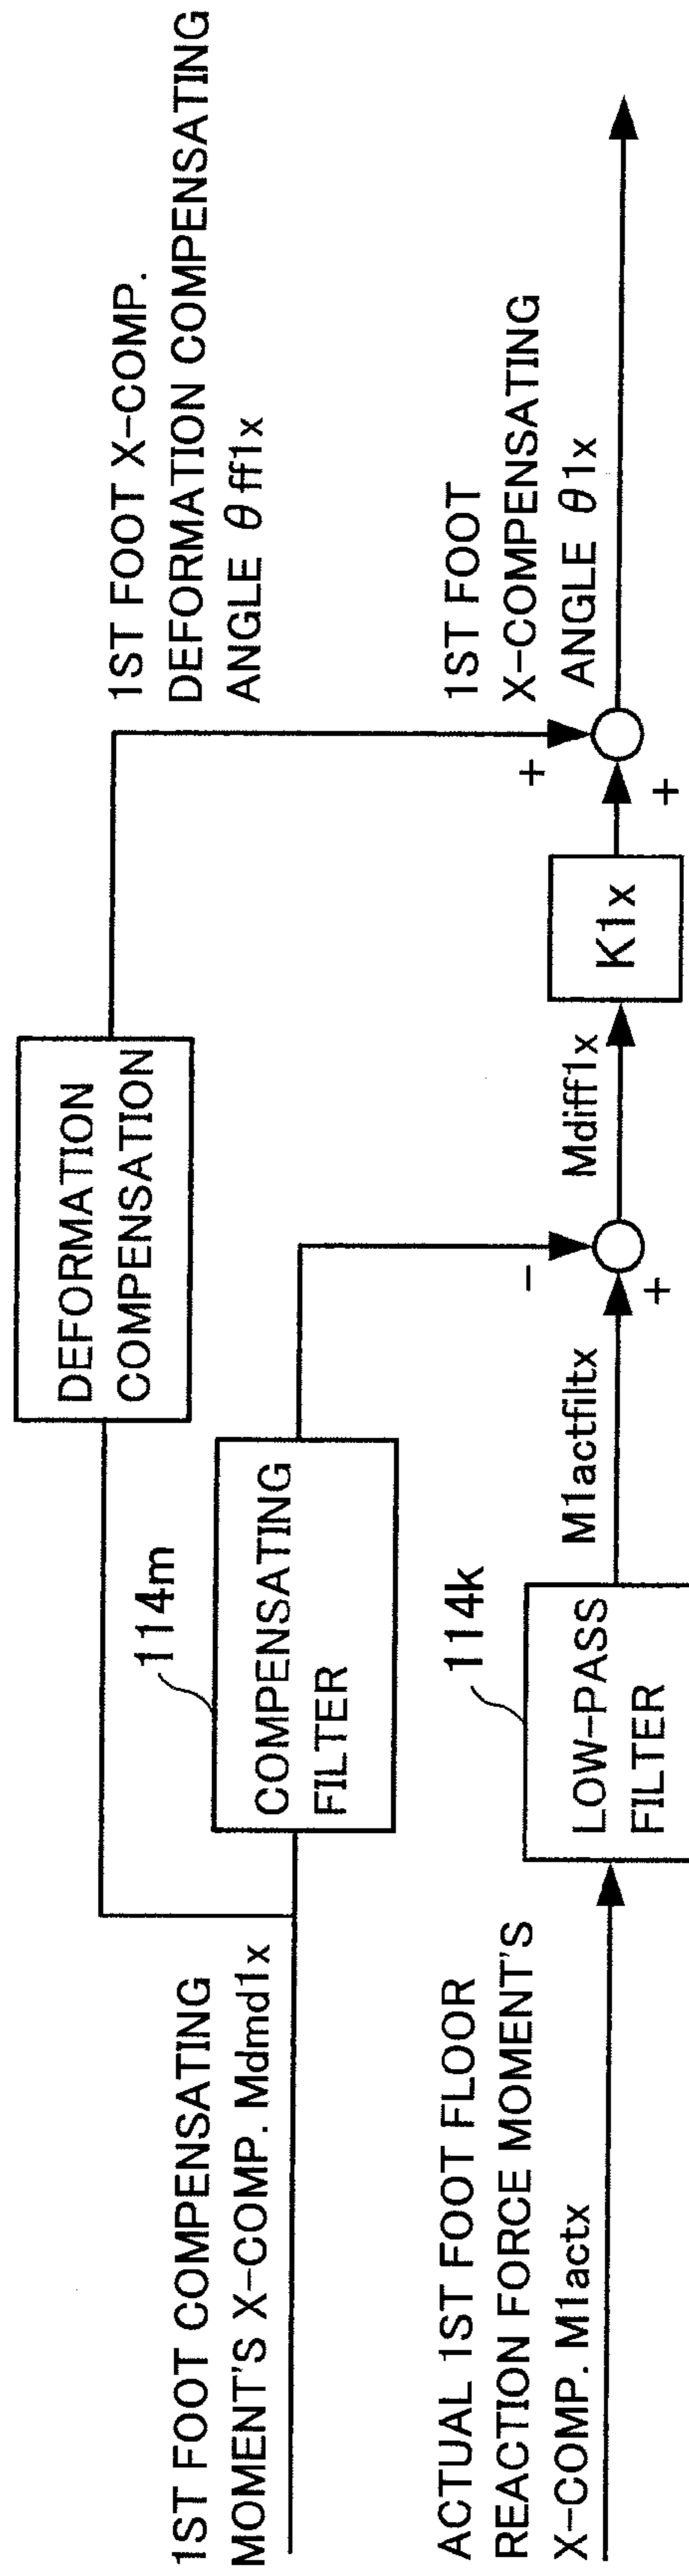 1ST FOOT COMPENSATING
MOMENT'S X-COMP. Mdmd1x
114m
COMPENSATING
FILTER
DEFORMATION
COMPENSATION
1ST FOOT X-COMP.
DEFORMATION COMPENSATING
ANGLE θff1x
ACTUAL 1ST FOOT FLOOR
REACTION FORCE MOMENT'S
X-COMP. M1actx
114k
LOW-PASS
FILTER
M1actfiltx
-
+
Mdiff1x
K1x
+
+
1ST FOOT
X-COMPENSATING
ANGLE θ1x